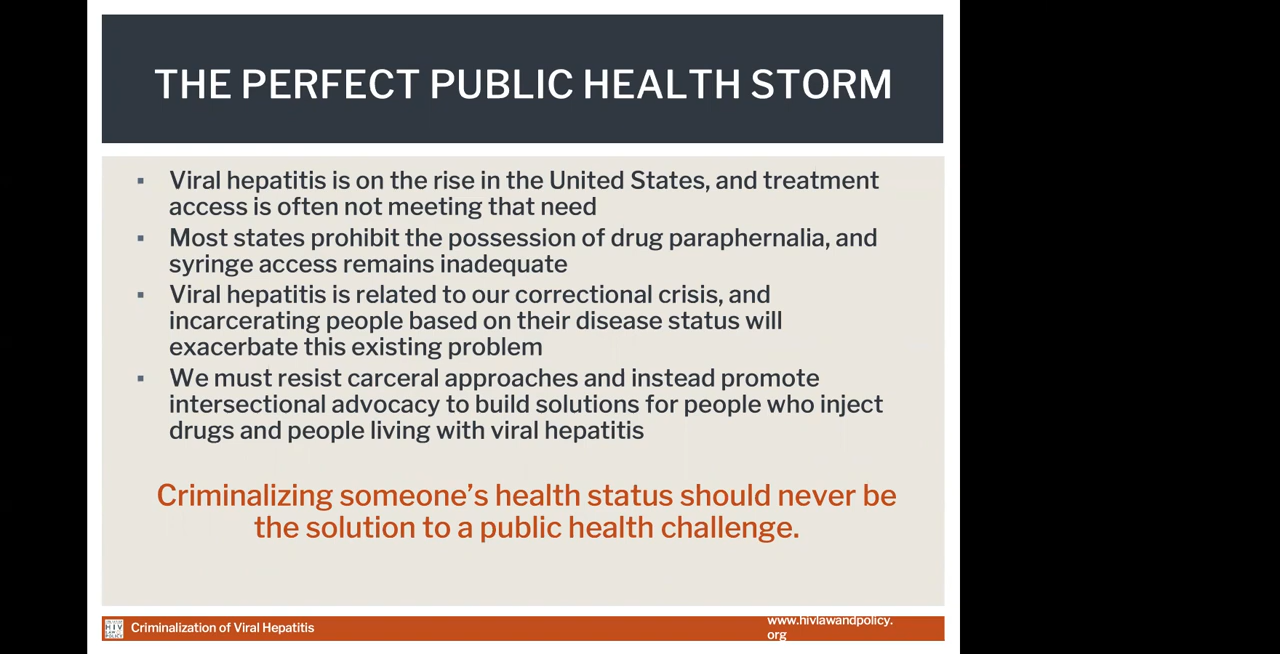 THE PERFECT PUBLIC HEALTH STORM
▪ Viral hepatitis is on the rise in the United States, and treatment
access is often not meeting that need
▪ Most states prohibit the possession of drug paraphernalia, and
syringe access remains inadequate
▪ Viral hepatitis is related to our correctional crisis, and
incarcerating people based on their disease status will
exacerbate this existing problem
▪ We must resist carceral approaches and instead promote
intersectional advocacy to build solutions for people who inject
drugs and people living with viral hepatitis
Criminalizing someone’s health status should never be
the solution to a public health challenge.
HIV
Criminalization of Viral Hepatitis
www.hivlawandpolicy.
org